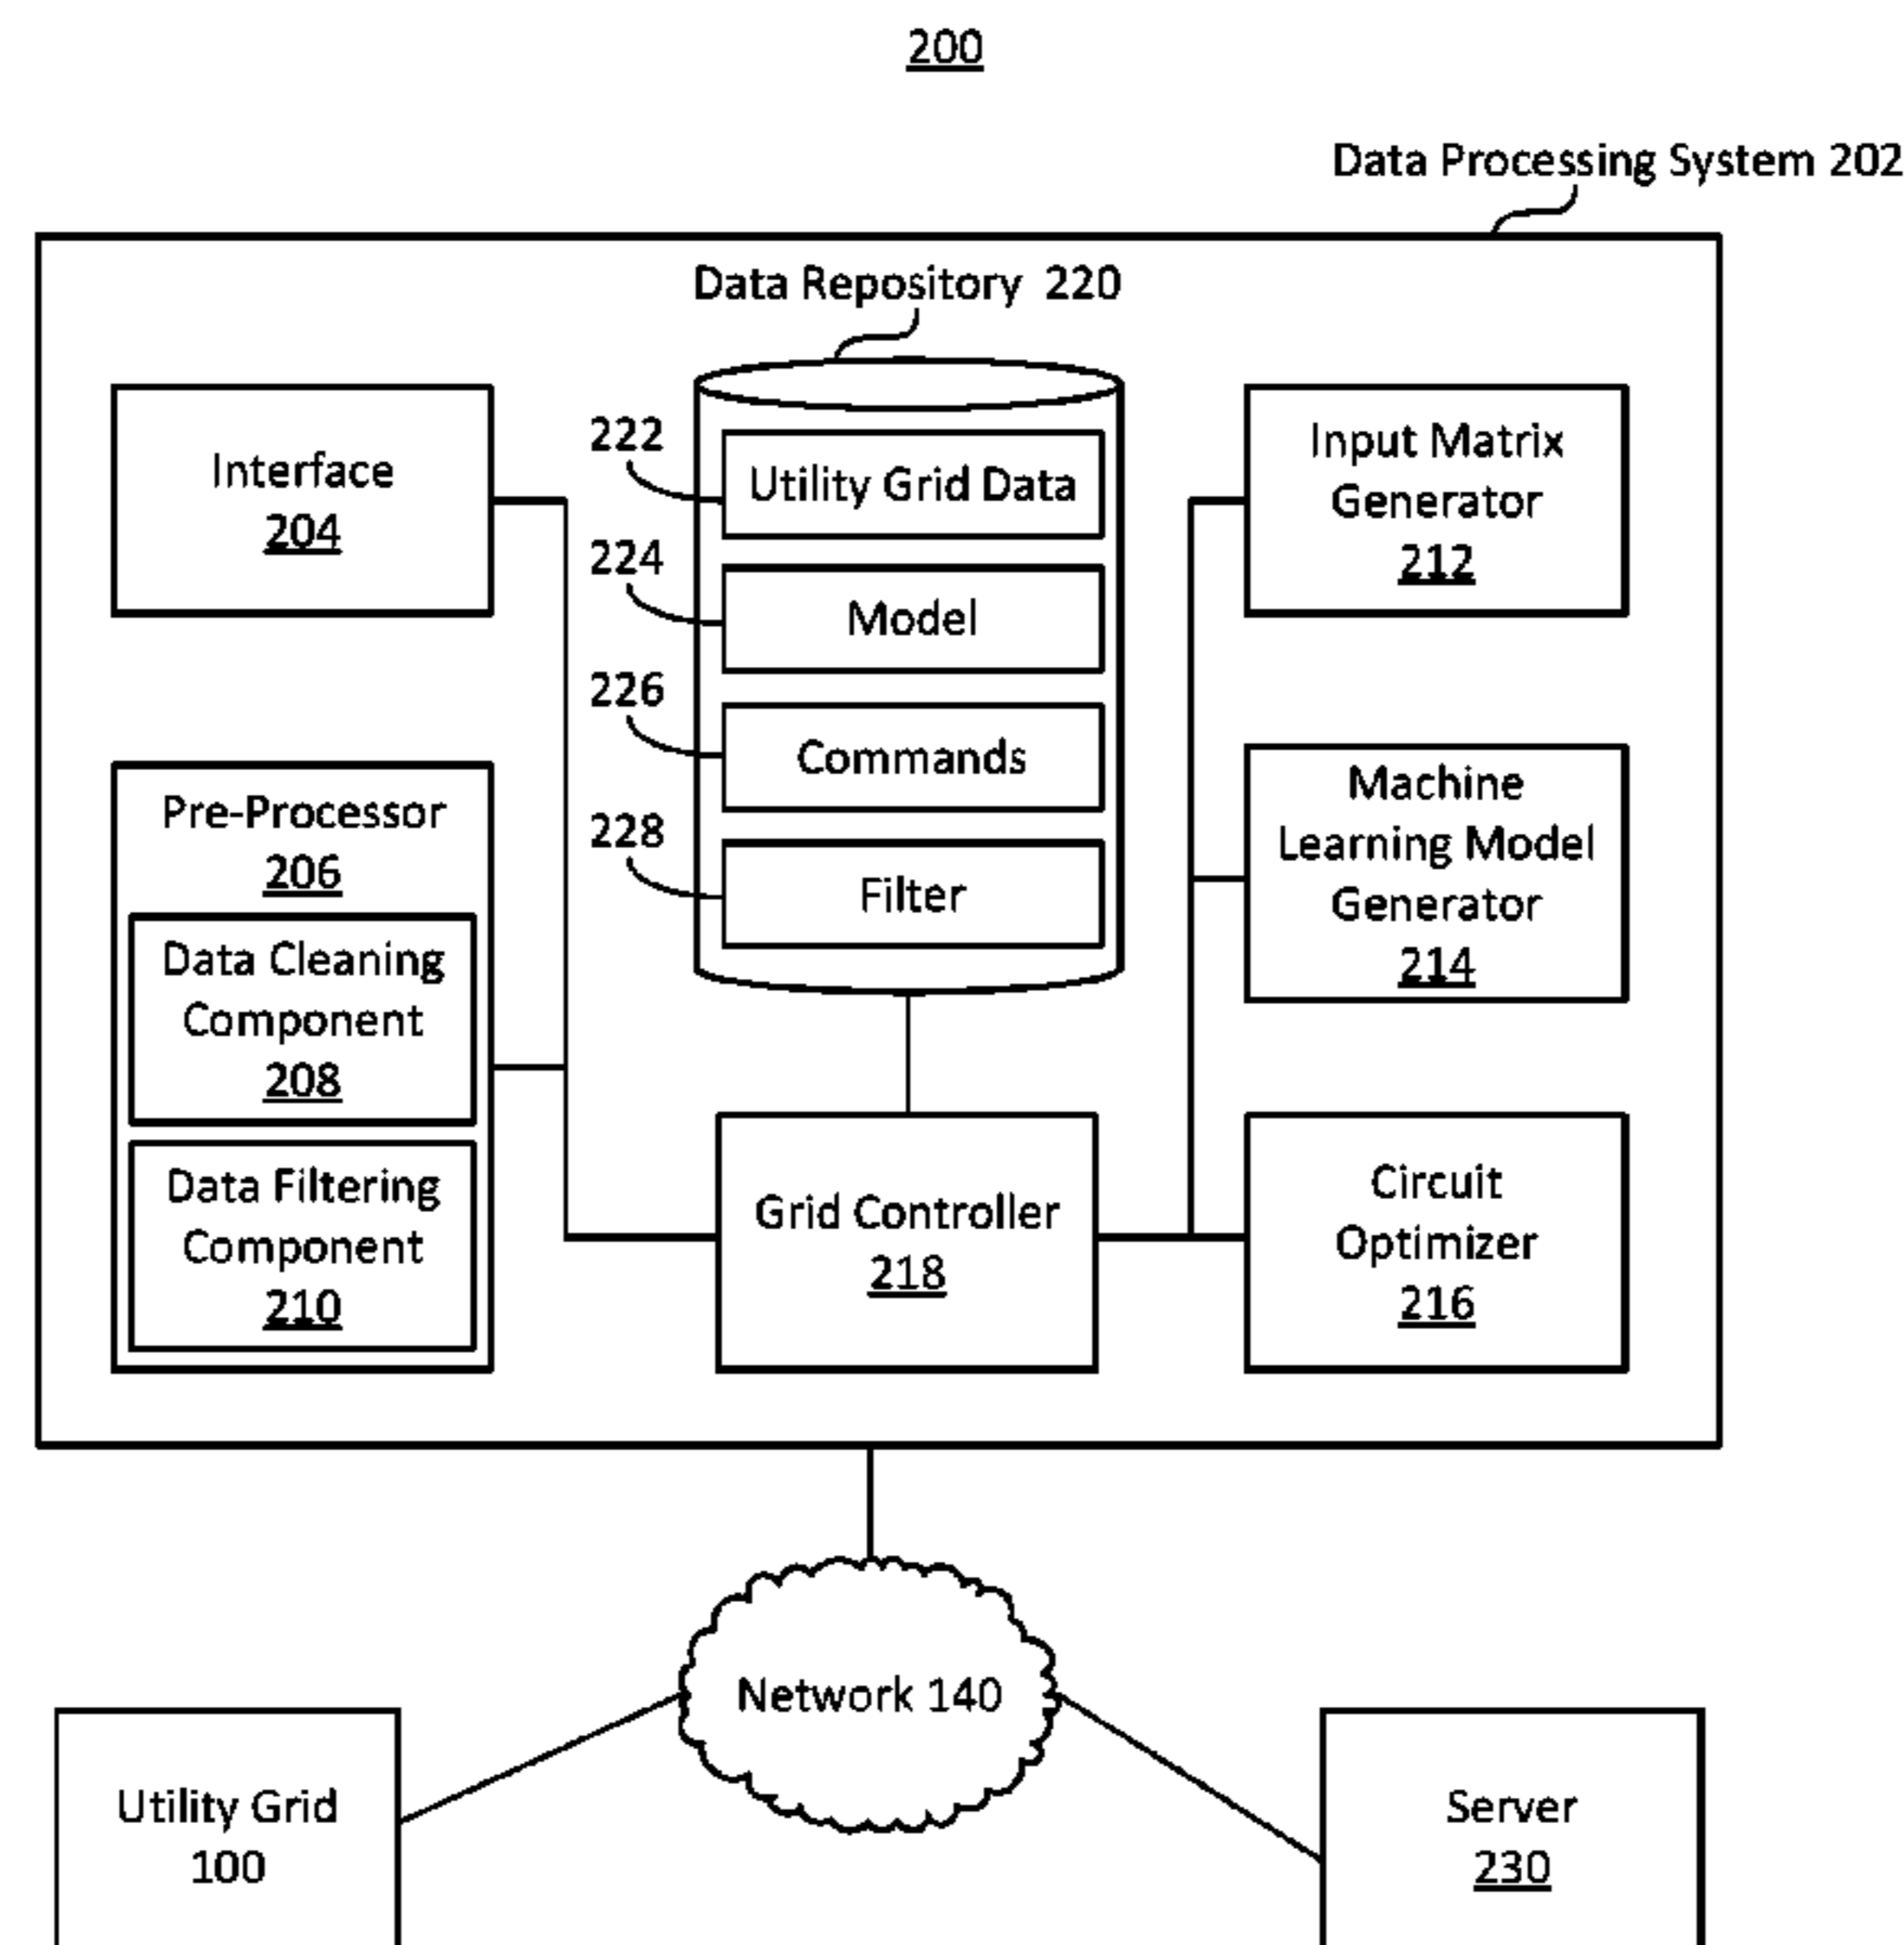 200
Data Processing System 202
Data Repository 220
Interface
204
222
Utility Grid Data
224
Model
226
Commands
228
Filter
Input Matrix
Generator
212
Pre-Processor
206
Data Cleaning
Component
208
Data Filtering
Component
210
Machine
Learning Model
Generator
214
Grid Controller
218
Circuit
Optimizer
216
Network 140
Utility Grid
100
Server
230